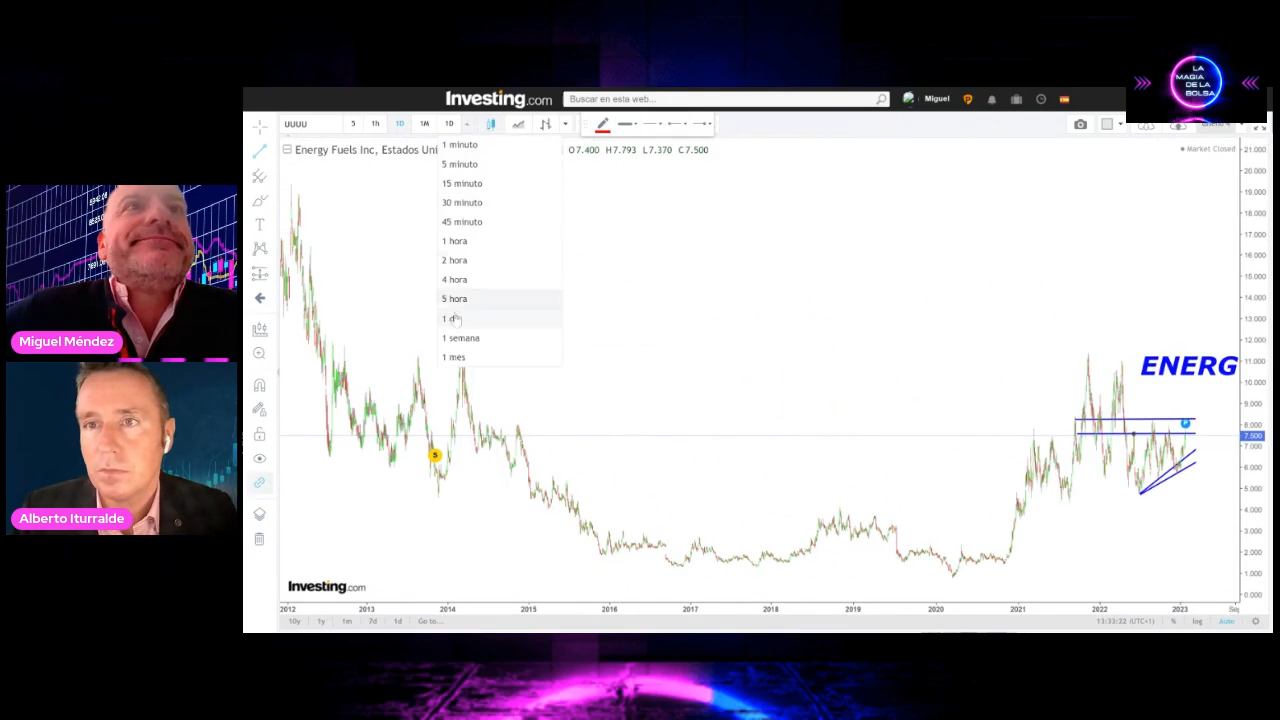 LA
MAGIA
DE LA
BOLSA
Investing.com
Buscar en esta web...
Miguel
UUUU
5 1h 1D 1M 1D
Energy Fuels Inc, Estados Uni
O7.400 H7.793 L7.370 C7.500
Market Closed
1 minuto
5 minuto
15 minuto
30 minuto
45 minuto
1 hora
2 hora
4 hora
5 hora
1
1 semana
1 mes
ENERG
S
P
T
21.000
20.000
19.000
18.000
17.000
16.000
15.000
14.000
13.000
12.000
11.000
10.000
9.000
8.000
7.500
7.000
6.000
5.000
4.000
3.000
2.000
1.000
0.000
Investing.com
2012 2013 2014 2015 2016 2017 2018 2019 2020 2021 2022 2023
10y 1y 1m 7d 1d Go to...
13:33:22 (UTC+1) % log Auto
Miguel Méndez
Alberto Iturralde